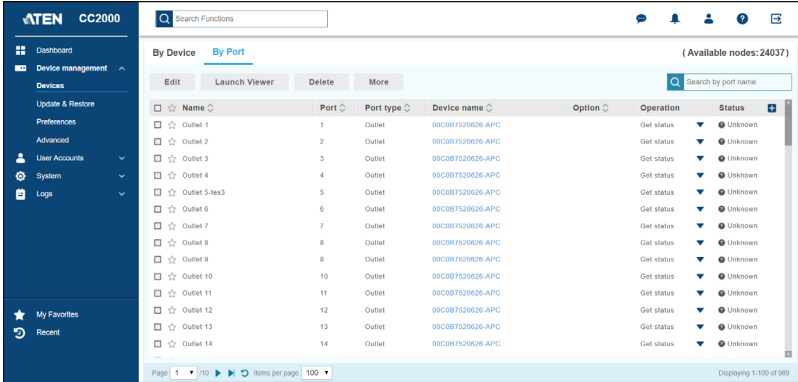 ATEN CC2000 Search Functions
Dashboard
Device management
Devices
Update & Restore
Preferences
Advanced
User Accounts
System
Logs
My Favorites
Recent
By Device By Port (Available nodes:24037)
Edit Launch Viewer Delete More Search by port name
Name Port Port type Device name Option Operation Status
Outlet-1 1 Outlet 00C0B7520626-APC Get status Unknown
Outlet 2 2 Outlet 00C0B7520626-APC Get status Unknown
Outlet 3 3 Outlet 00C0B7520626-APC Get status Unknown
Outlet 4 4 Outlet 00C0B7520626-APC Get status Unknown
Outlet 5-tes3 5 Outlet 00C0B7520626-APC Get status Unknown
Outlet 6 6 Outlet 00C0B7520626-APC Get status Unknown
Outlet 7 7 Outlet 00C0B7520626-APC Get status Unknown
Outlet 8 8 Outlet 00C0B7520626-APC Get status Unknown
Outlet 9 9 Outlet 00C0B7520626-APC Get status Unknown
Outlet 10 10 Outlet 00C0B7520626-APC Get status Unknown
Outlet 11 11 Outlet 00C0B7520626-APC Get status Unknown
Outlet 12 12 Outlet 00C0B7520626-APC Get status Unknown
Outlet 13 13 Outlet 00C0B7520626-APC Get status Unknown
Outlet 14 14 Outlet 00C0B7520626-APC Get status Unknown
Page 1 /10 Items per page 100 Displaying 1-100 of 989